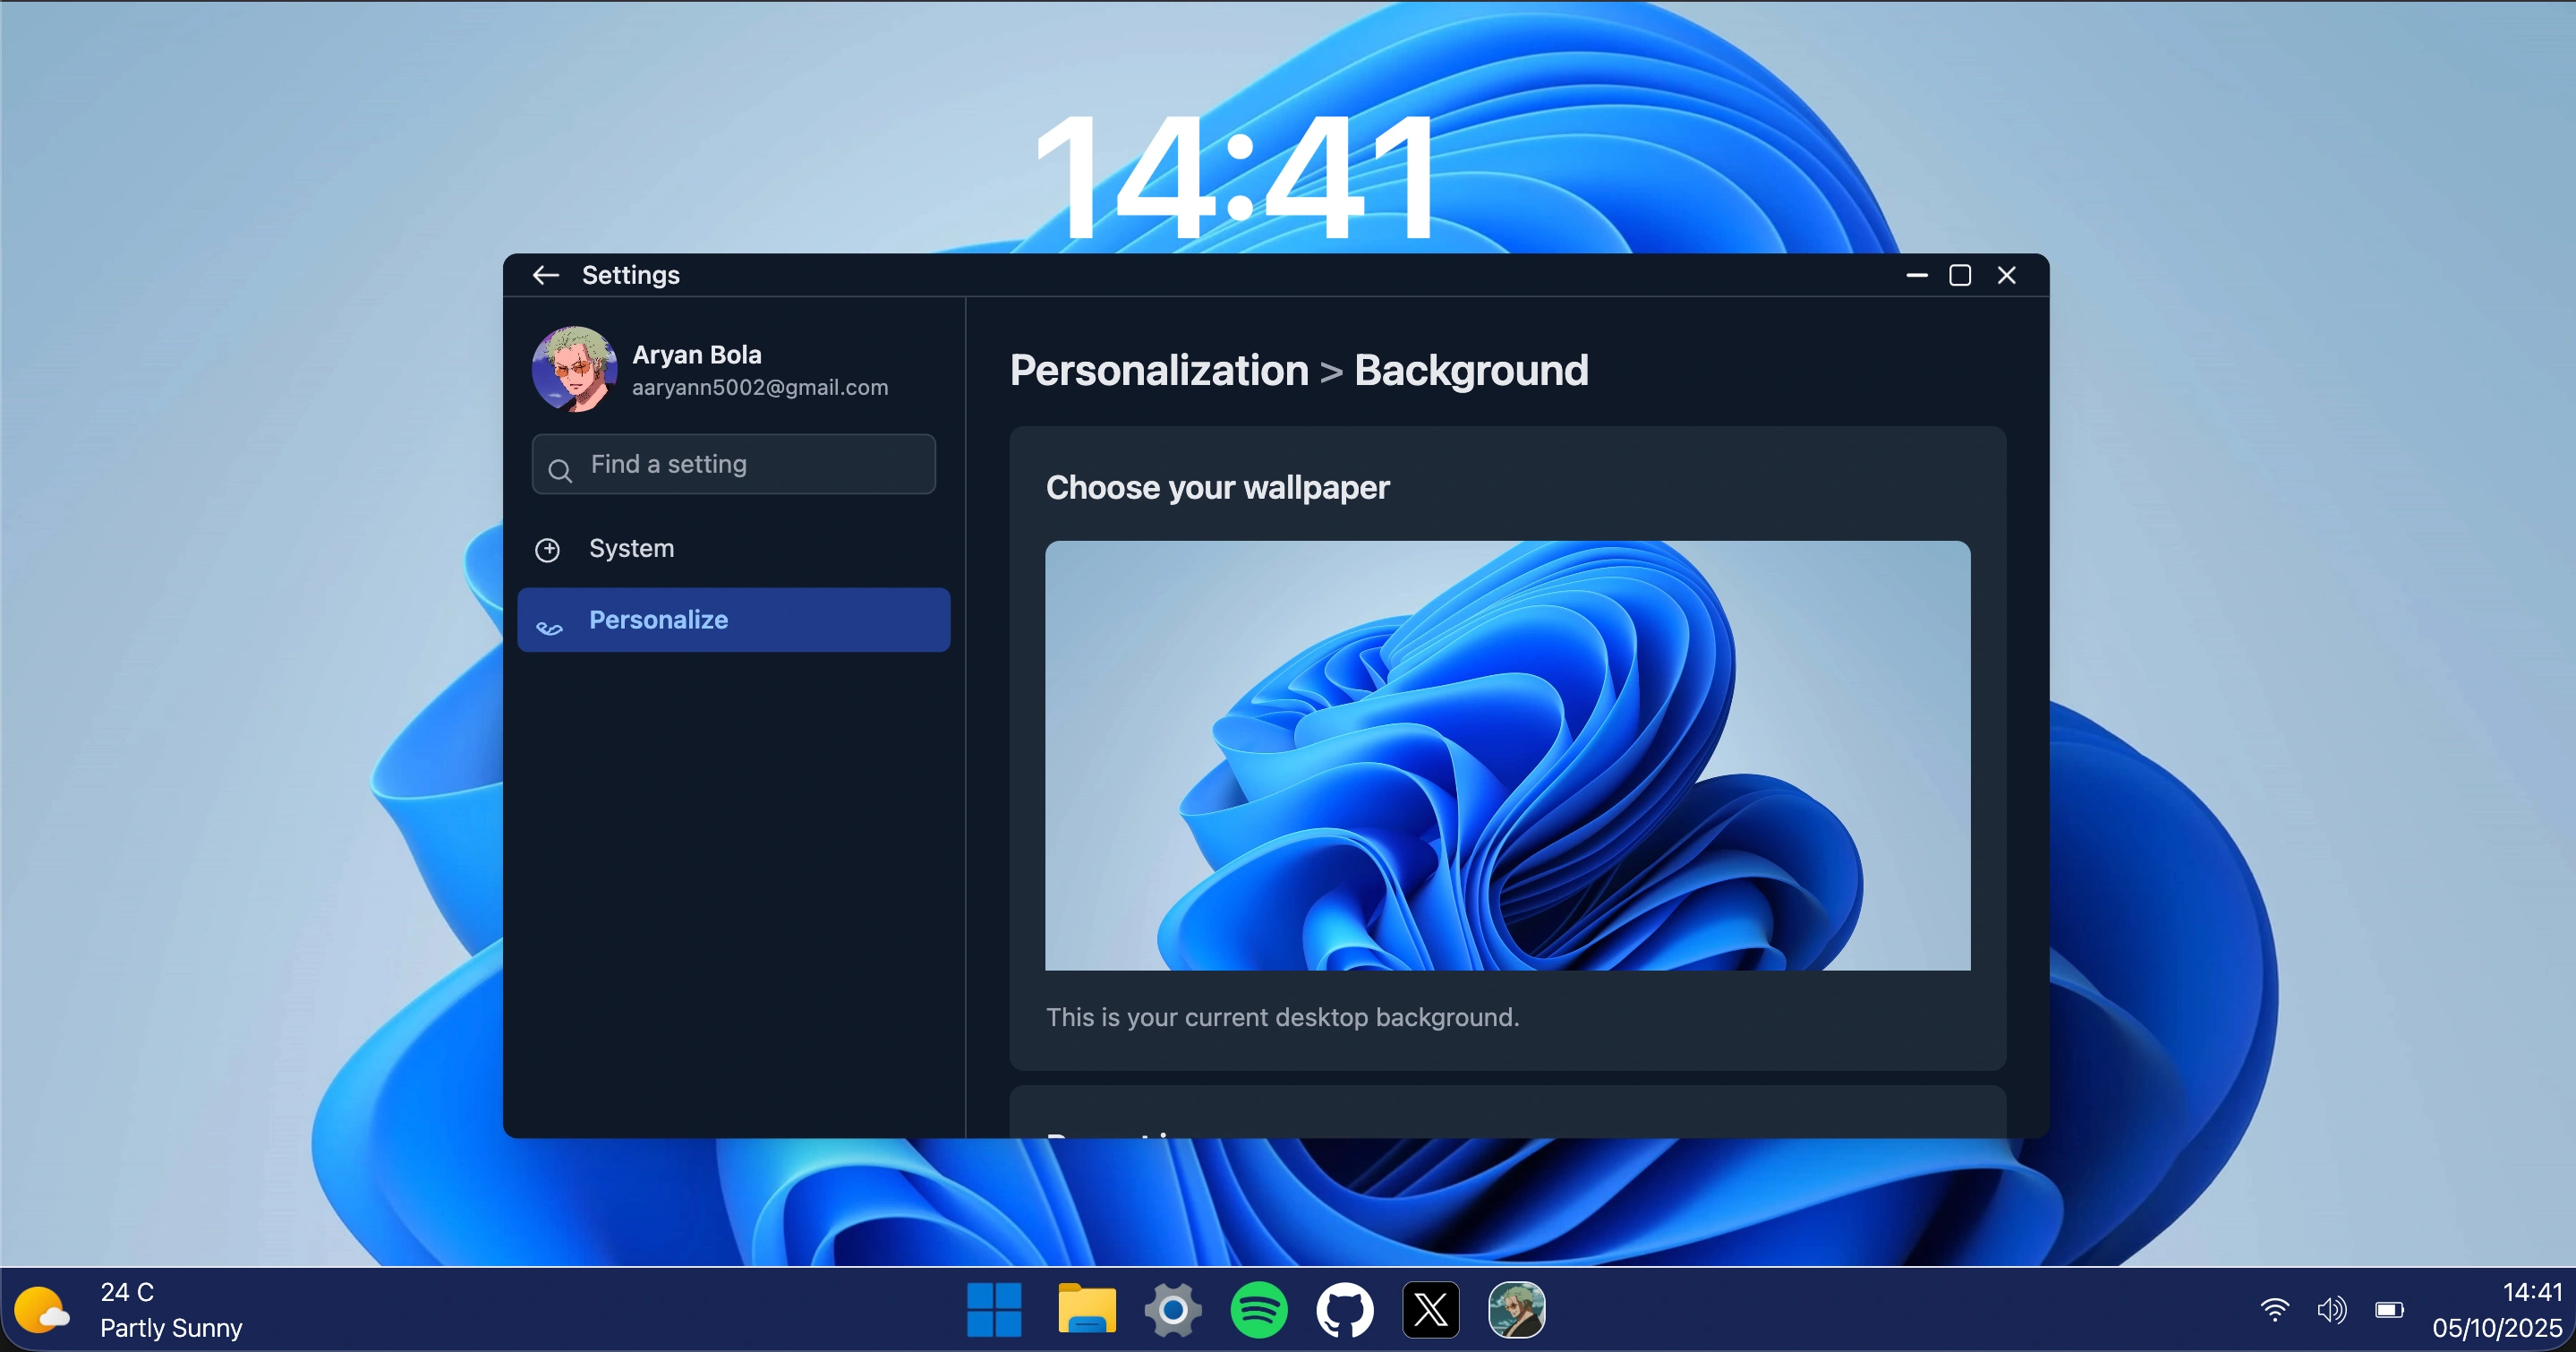 14:41
Settings
Aryan Bola
aaryann5002@gmail.com
Find a setting
System
Personalize
Personalization > Background
Choose your wallpaper
This is your current desktop background.
24 C
Partly Sunny
14:41
05/10/2025